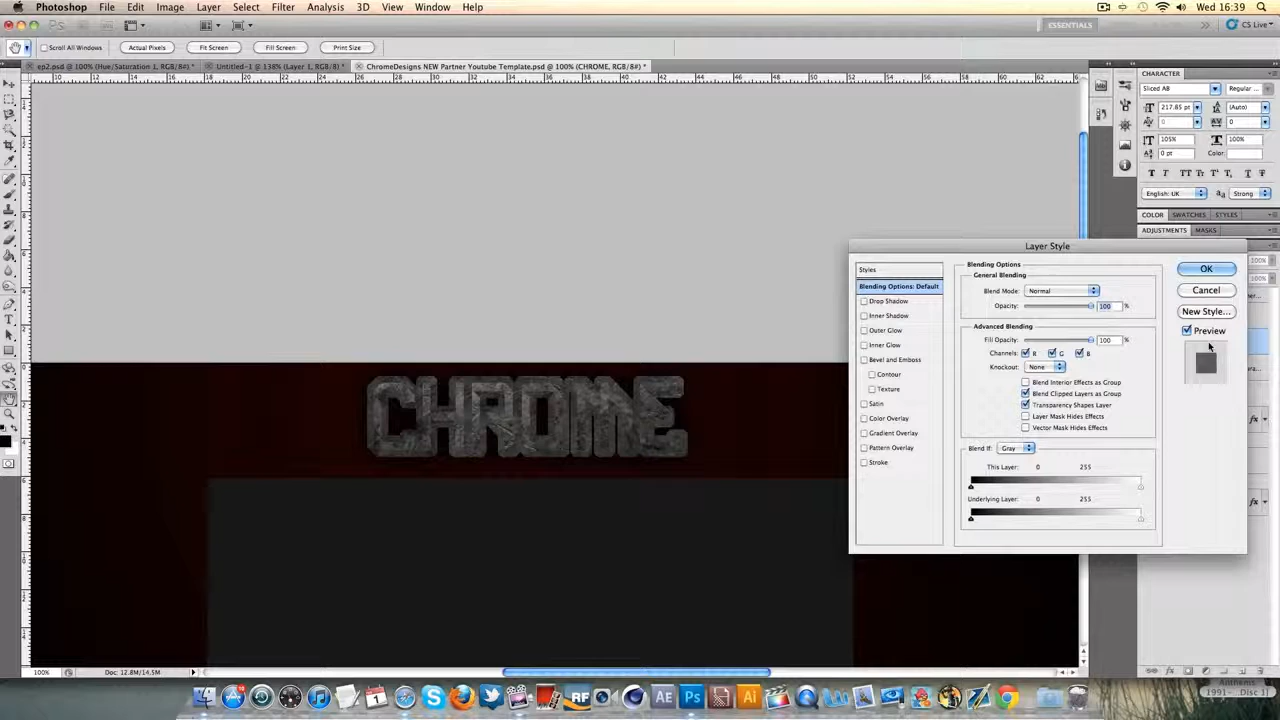 Photoshop File Edit Image Layer Select Filter Analysis 3D View Window Help Wed 16:39
ESSENTIALS CS Live
Scroll All Windows Actual Pixels Fit Screen Fill Screen Print Size
ep2.psd @ 100% (Hue/Saturation 1, RGB/8#) * Untitled-1 @ 138% (Layer 1, RGB/8#) * ChromeDesigns NEW Partner Youtube Template.psd @ 100% (CHROME, RGB/8#) *
CHARACTER
Sliced AB Regular ...
217.85 pt (Auto)
0
105% 100%
0 pt Color:
English: UK Strong
COLOR SWATCHES STYLES
ADJUSTMENTS MASKS
Layer Style
Styles
Blending Options: Default
Drop Shadow
Inner Shadow
Outer Glow
Inner Glow
Bevel and Emboss
Contour
Texture
Satin
Color Overlay
Gradient Overlay
Pattern Overlay
Stroke
Blending Options
General Blending
Blend Mode: Normal
Opacity: 100 %
Advanced Blending
Fill Opacity: 100 %
Channels: R G B
Knockout: None
Blend Interior Effects as Group
Blend Clipped Layers as Group
Transparency Shapes Layer
Layer Mask Hides Effects
Vector Mask Hides Effects
Blend If: Gray
This Layer: 0 255
Underlying Layer: 0 255
OK
Cancel
New Style...
Preview
CHROME
100% Doc: 12.8M/14.5M
Anthems
1991-... Disc 1)